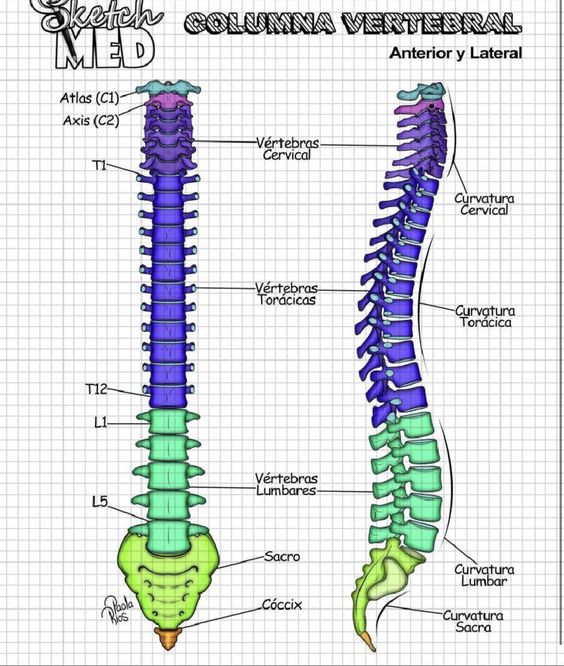 Sketch
MED
COLUMNA VERTEBRAL
Anterior y Lateral
Atlas (C1)
Axis (C2)
Vértebras
Cervical
T1
Curvatura
Cervical
Vértebras
Torácicas
Curvatura
Torácica
T12
L1
Vértebras
Lumbares
L5
Sacro
Curvatura
Lumbar
Cóccix
Curvatura
Sacra
Paola
Ríos